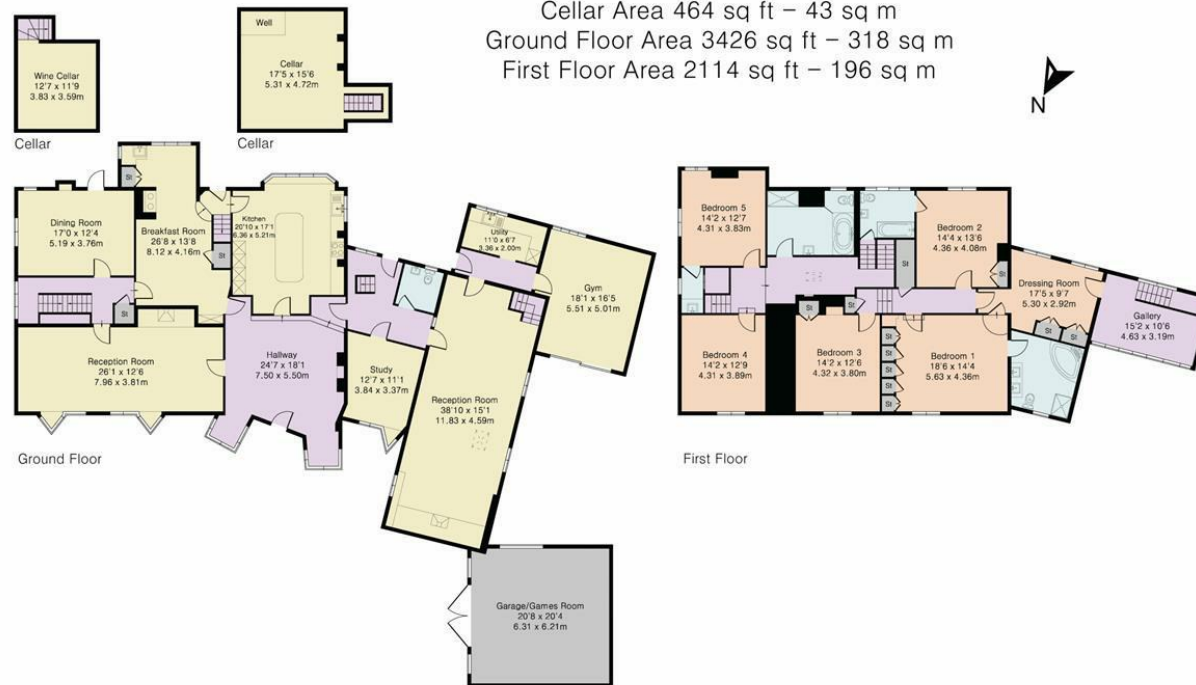 Cellar Area 464 sq ft – 43 sq m
Ground Floor Area 3426 sq ft – 318 sq m
First Floor Area 2114 sq ft – 196 sq m
N
Wine Cellar
12'7 x 11'9
3.83 x 3.59m
Cellar
Well
Cellar
17'5 x 15'6
5.31 x 4.72m
Cellar
St
Dining Room
17'0 x 12'4
5.19 x 3.76m
Breakfast Room
26'8 x 13'8
8.12 x 4.16m
St
Kitchen
20'10 x 17'1
6.36 x 5.21m
St
Reception Room
26'1 x 12'6
7.96 x 3.81m
Hallway
24'7 x 18'1
7.50 x 5.50m
Study
12'7 x 11'1
3.84 x 3.37m
Reception Room
38'10 x 15'1
11.83 x 4.59m
Utility
11'0 x 6'7
3.36 x 2.00m
Gym
18'1 x 16'5
5.51 x 5.01m
Garage/Games Room
20'8 x 20'4
6.31 x 6.21m
Ground Floor
Bedroom 5
14'2 x 12'7
4.31 x 3.83m
St
Bedroom 2
14'4 x 13'6
4.36 x 4.08m
St
Dressing Room
17'5 x 9'7
5.30 x 2.92m
St
St
Gallery
15'2 x 10'6
4.63 x 3.19m
Bedroom 4
14'2 x 12'9
4.31 x 3.89m
St
St
Bedroom 3
14'2 x 12'6
4.32 x 3.80m
St
St
St
St
St
Bedroom 1
18'6 x 14'4
5.63 x 4.36m
First Floor